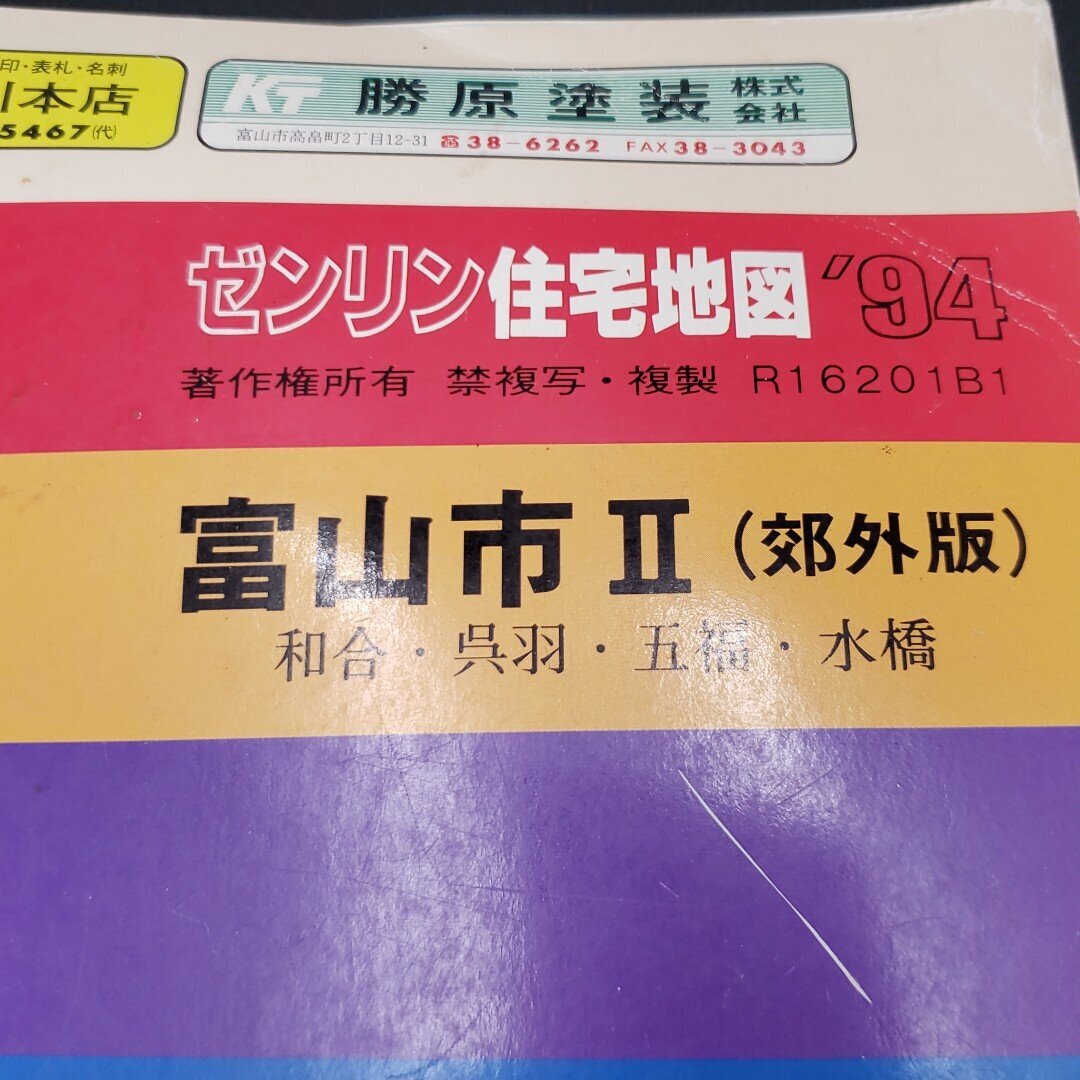 印・表札・名刺
本店
5467(代)
KT 勝原塗装 株式会社
富山市高畠町2丁目12-31 ☎38-6262 FAX38-3043
ゼンリン住宅地図 '94
著作権所有 禁複写・複製 R16201B1
富山市Ⅱ(郊外版)
和合・呉羽・五福・水橋